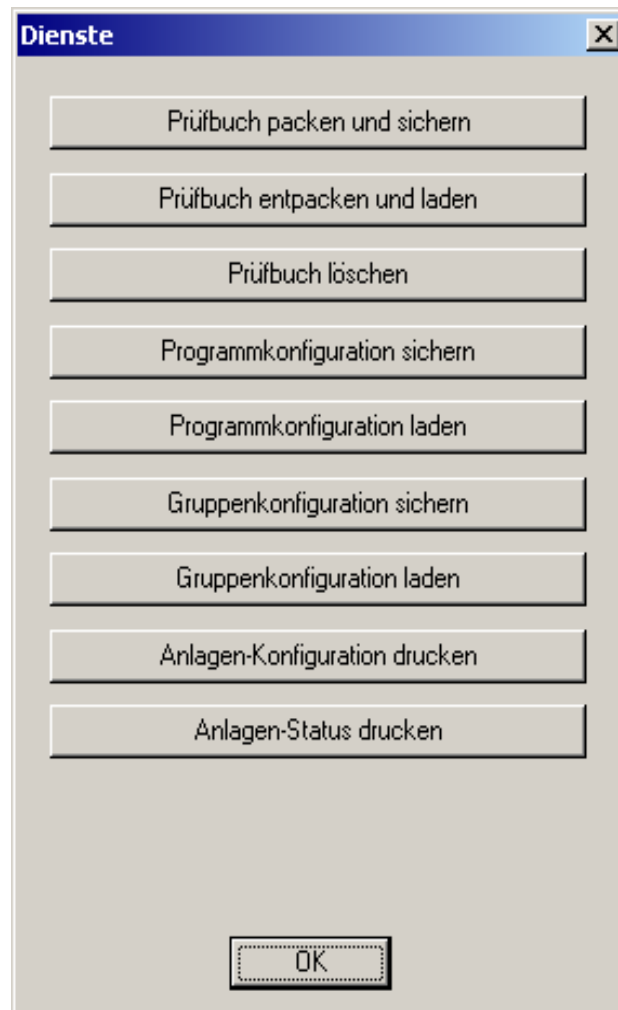 Dienste
Prüfbuch packen und sichern
Prüfbuch entpacken und laden
Prüfbuch löschen
Programmkonfiguration sichern
Programmkonfiguration laden
Gruppenkonfiguration sichern
Gruppenkonfiguration laden
Anlagen-Konfiguration drucken
Anlagen-Status drucken
OK